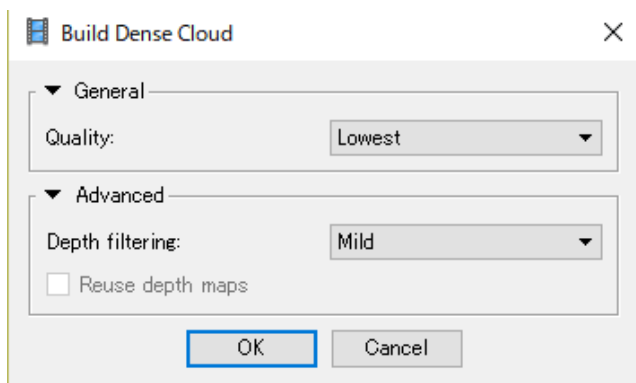 Build Dense Cloud
General
Quality: Lowest
Advanced
Depth filtering: Mild
Reuse depth maps
OK Cancel